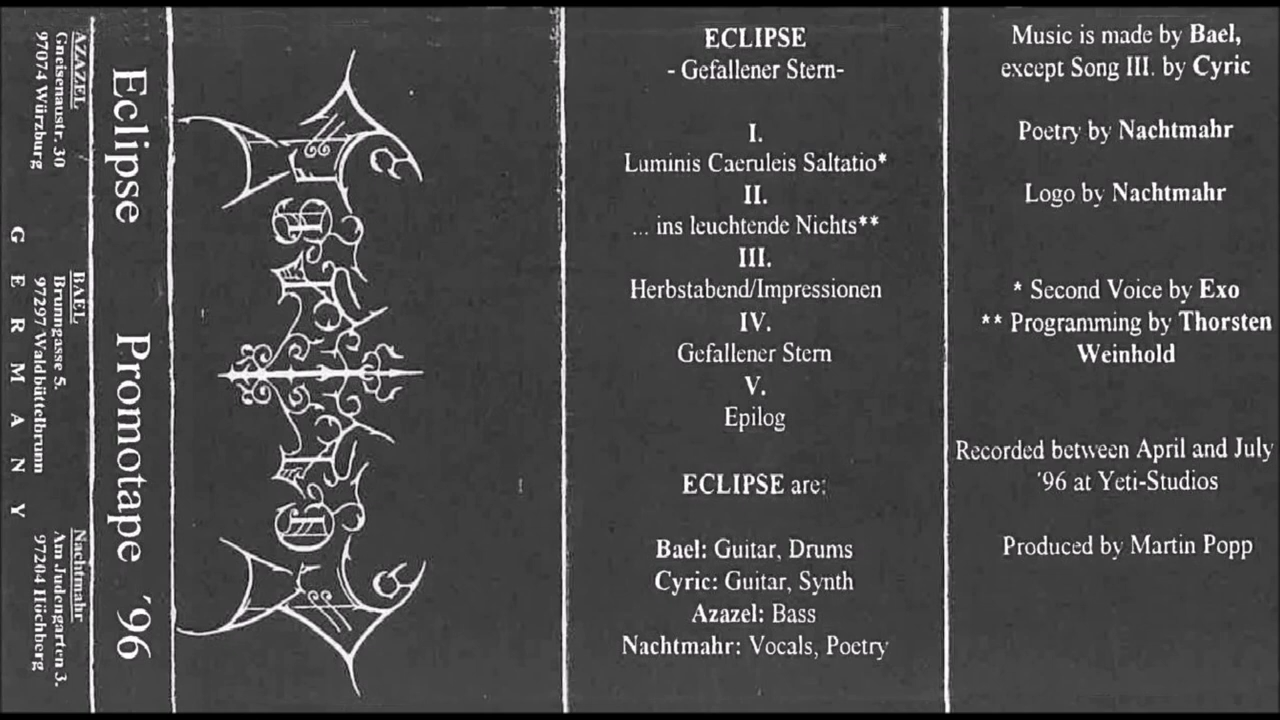 AZAZEL
Gneisenaustr. 30
97074 Würzburg
BAEL
Brunngasse 5.
97297 Waldbüttelbrunn
Nachtmahr
Am Judengarten 3.
97204 Höchberg
GERMANY
Eclipse Promotape '96
ECLIPSE
- Gefallener Stern-
I.
Luminis Caeruleis Saltatio*
II.
... ins leuchtende Nichts**
III.
Herbstabend/Impressionen
IV.
Gefallener Stern
V.
Epilog
ECLIPSE are:
Bael: Guitar, Drums
Cyric: Guitar, Synth
Azazel: Bass
Nachtmahr: Vocals, Poetry
Music is made by Bael,
except Song III. by Cyric
Poetry by Nachtmahr
Logo by Nachtmahr
* Second Voice by Exo
** Programming by Thorsten
Weinhold
Recorded between April and July
'96 at Yeti-Studios
Produced by Martin Popp